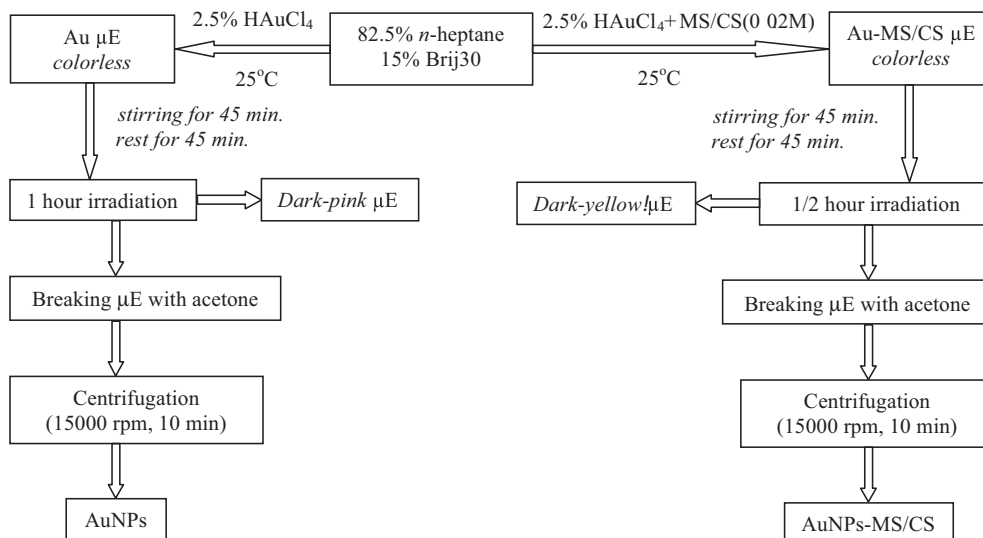 2.5% HAuCl4
2.5% HAuCl4+MS/CS(0 02M)
Au µE
colorless
82.5% n-heptane
15% Brij30
Au-MS/CS µE
colorless
25°C
25°C
stirring for 45 min.
rest for 45 min.
stirring for 45 min.
rest for 45 min.
1 hour irradiation
Dark-pink µE
Dark-yellow!µE
1/2 hour irradiation
Breaking µE with acetone
Breaking µE with acetone
Centrifugation
(15000 rpm, 10 min)
Centrifugation
(15000 rpm, 10 min)
AuNPs
AuNPs-MS/CS